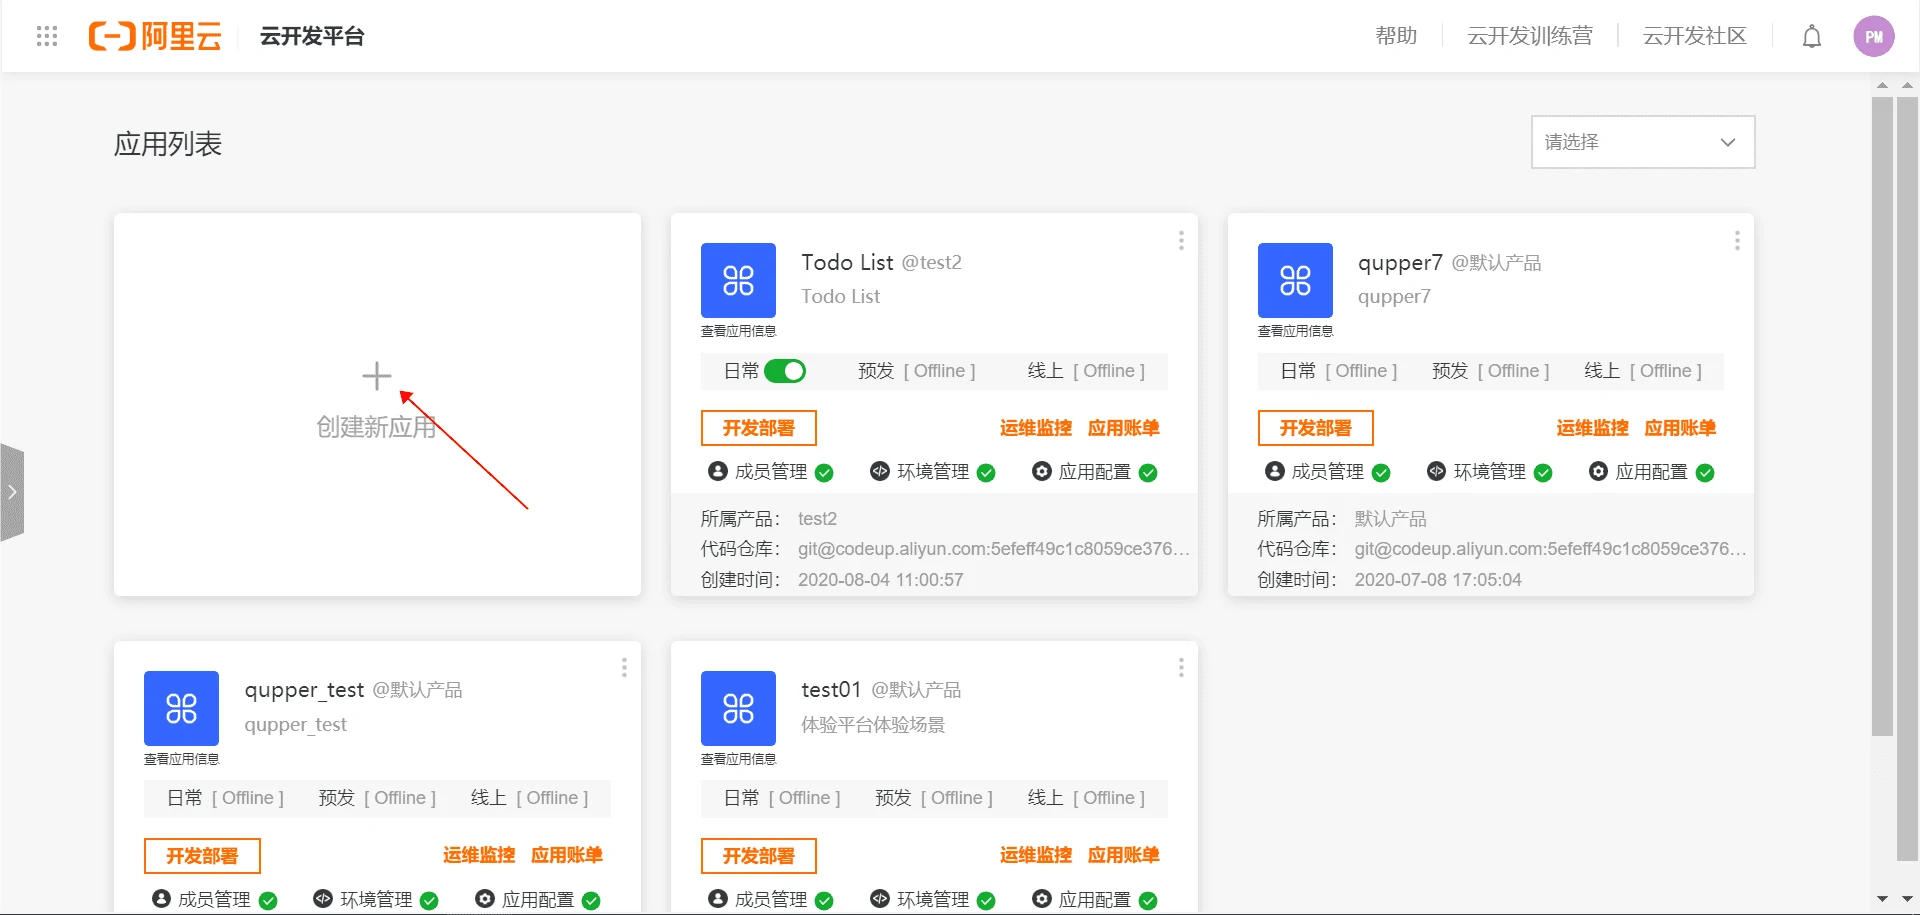 阿里云 云开发平台 帮助 云开发训练营 云开发社区 PM
应用列表 请选择
创建新应用
Todo List @test2
Todo List
查看应用信息
日常 预发 [ Offline ] 线上 [ Offline ]
开发部署 运维监控 应用账单
成员管理 环境管理 应用配置
所属产品： test2
代码仓库： git@codeup.aliyun.com:5efeff49c1c8059ce376...
创建时间： 2020-08-04 11:00:57
qupper7 @默认产品
qupper7
查看应用信息
日常 [ Offline ] 预发 [ Offline ] 线上 [ Offline ]
开发部署 运维监控 应用账单
成员管理 环境管理 应用配置
所属产品： 默认产品
代码仓库： git@codeup.aliyun.com:5efeff49c1c8059ce376...
创建时间： 2020-07-08 17:05:04
qupper_test @默认产品
qupper_test
查看应用信息
日常 [ Offline ] 预发 [ Offline ] 线上 [ Offline ]
开发部署 运维监控 应用账单
成员管理 环境管理 应用配置
test01 @默认产品
体验平台体验场景
查看应用信息
日常 [ Offline ] 预发 [ Offline ] 线上 [ Offline ]
开发部署 运维监控 应用账单
成员管理 环境管理 应用配置